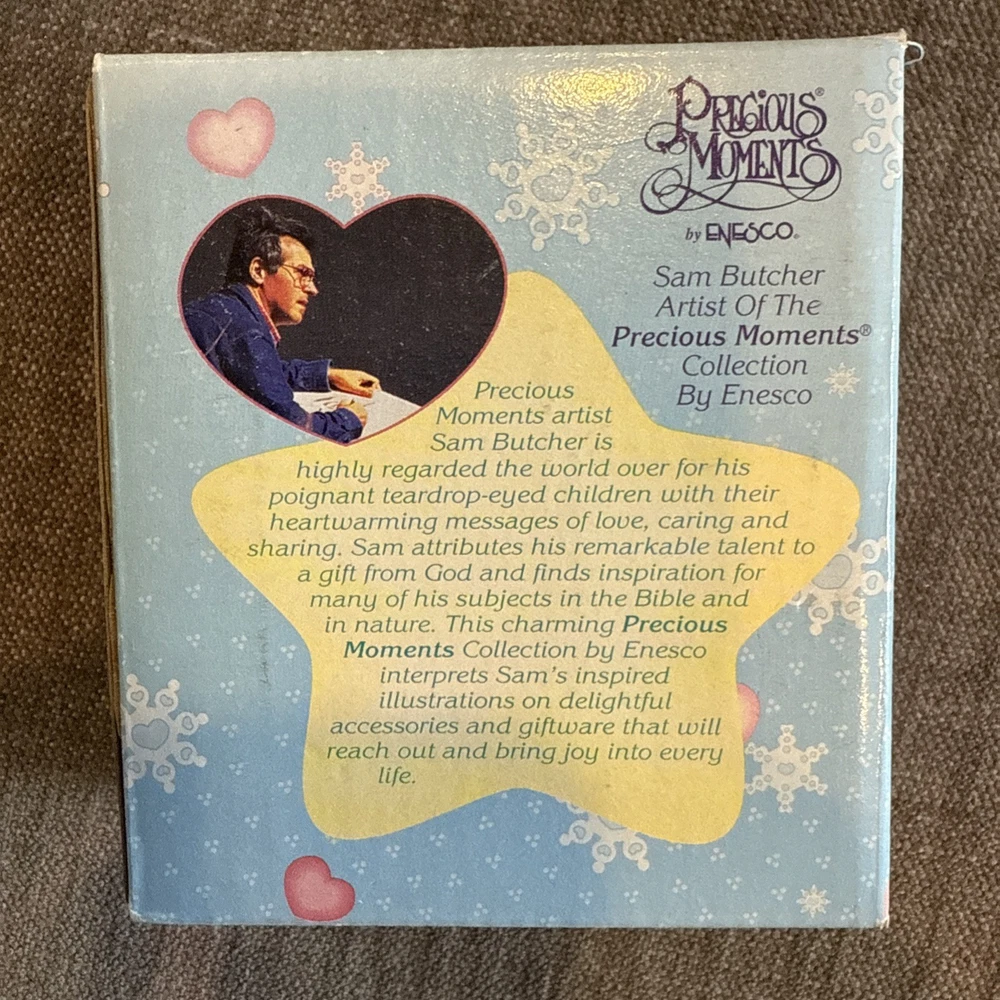 PRECIOUS®
MOMENTS
by ENESCO®
Sam Butcher
Artist Of The
Precious Moments®
Collection
By Enesco
Precious
Moments artist
Sam Butcher is
highly regarded the world over for his
poignant teardrop-eyed children with their
heartwarming messages of love, caring and
sharing. Sam attributes his remarkable talent to
a gift from God and finds inspiration for
many of his subjects in the Bible and
in nature. This charming Precious
Moments Collection by Enesco
interprets Sam's inspired
illustrations on delightful
accessories and giftware that will
reach out and bring joy into every
life.